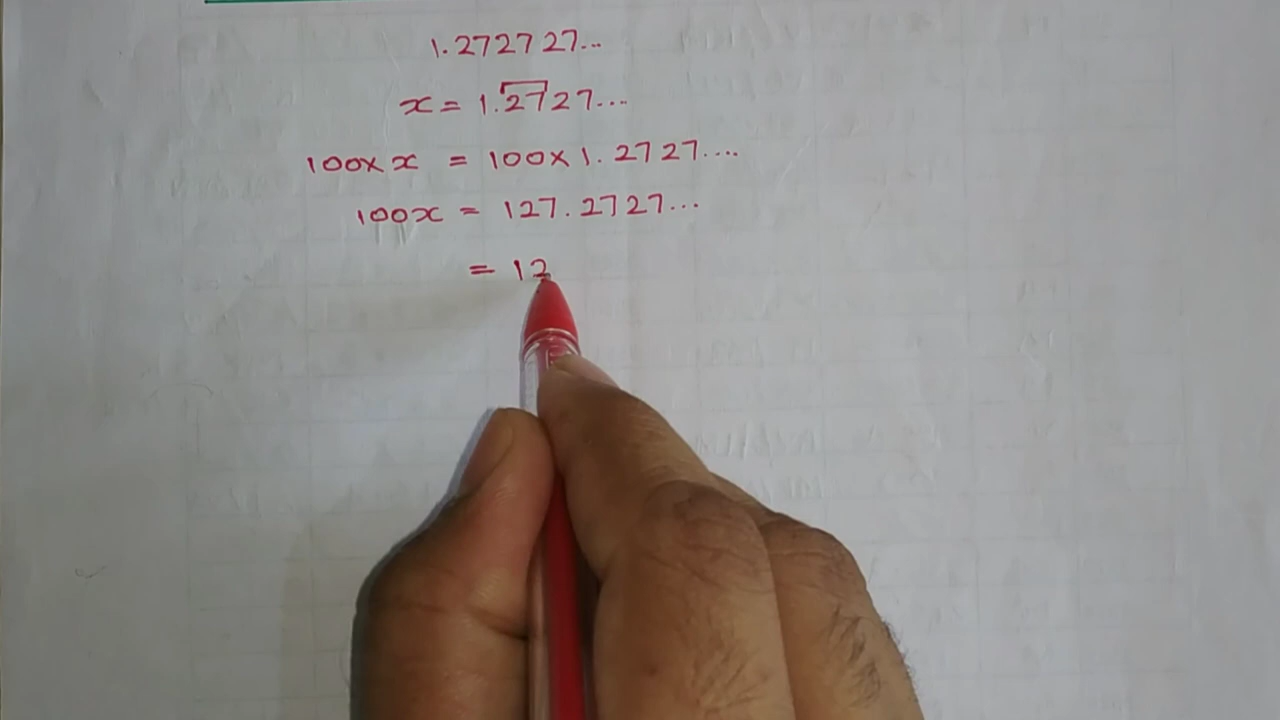 1.272727...
x = 1.2727...
100× x = 100×1.2727....
100x = 127.2727...
= 12